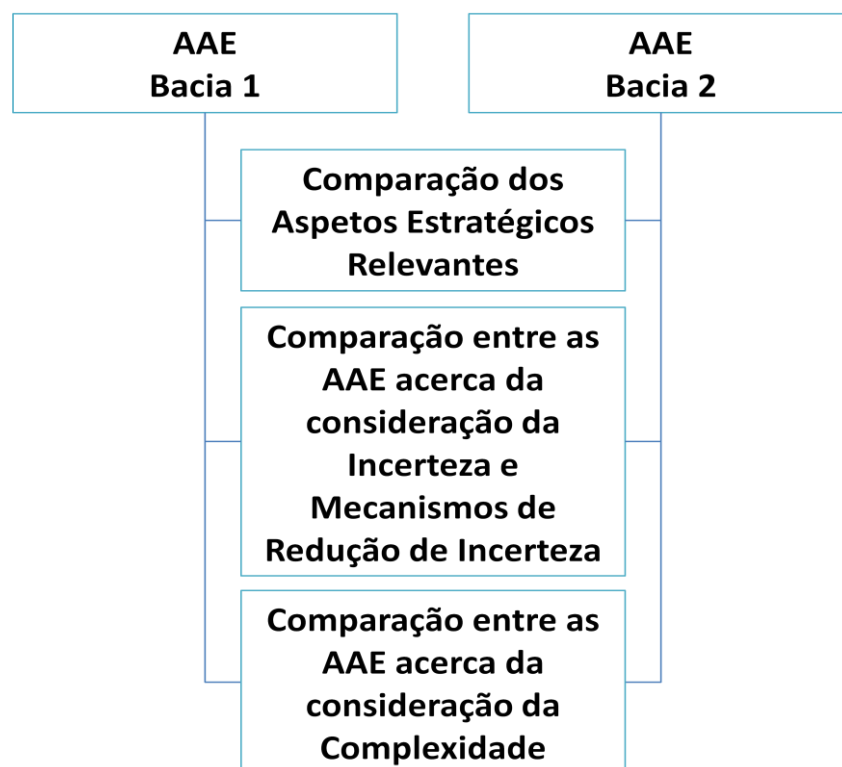 AAE
Bacia 1
AAE
Bacia 2
Comparação dos
Aspetos Estratégicos
Relevantes
Comparação entre as
AAE acerca da
consideração da
Incerteza e
Mecanismos de
Redução de Incerteza
Comparação entre as
AAE acerca da
consideração da
Complexidade